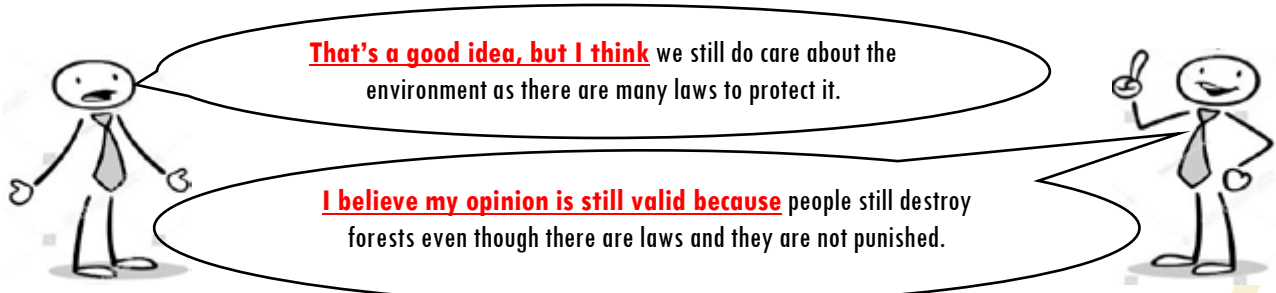 That's a good idea, but I think we still do care about the
environment as there are many laws to protect it.
I believe my opinion is still valid because people still destroy
forests even though there are laws and they are not punished.